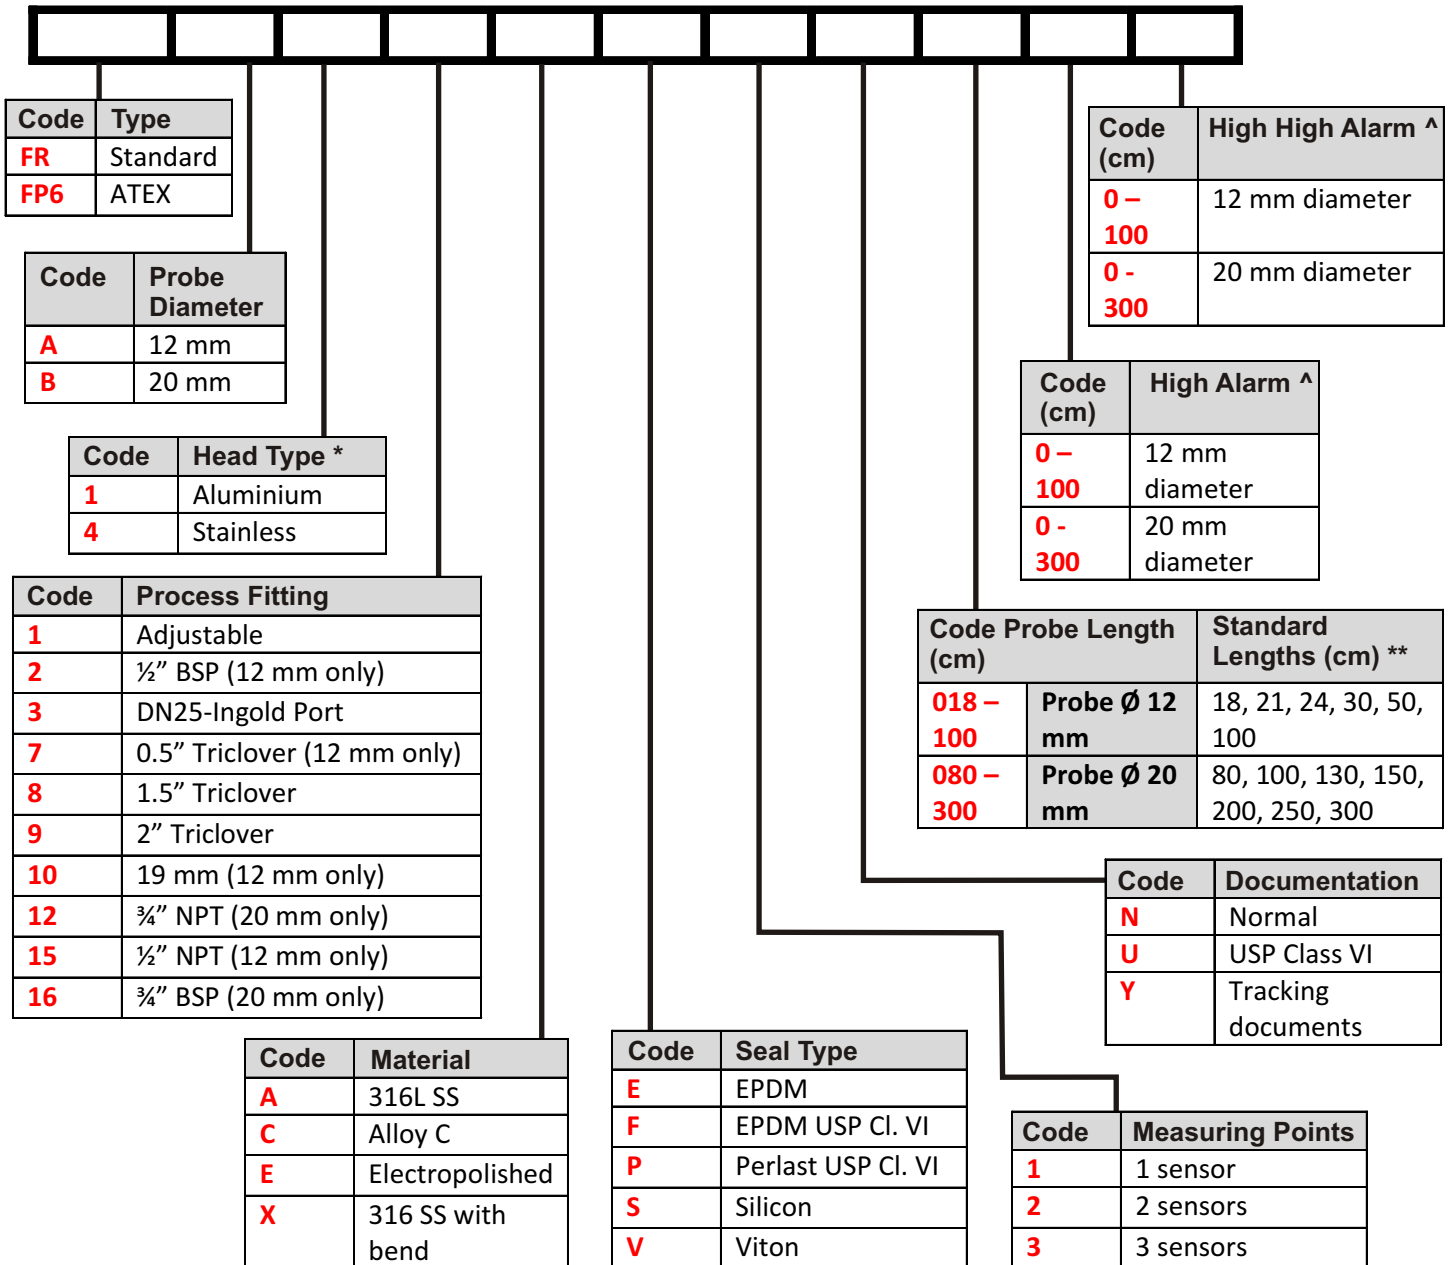 Code Type
FR Standard
FP6 ATEX
Code Probe
Diameter
A 12 mm
B 20 mm
Code Head Type *
1 Aluminium
4 Stainless
Code Process Fitting
1 Adjustable
2 ½” BSP (12 mm only)
3 DN25-Ingold Port
7 0.5” Triclover (12 mm only)
8 1.5” Triclover
9 2” Triclover
10 19 mm (12 mm only)
12 ¾” NPT (20 mm only)
15 ½” NPT (12 mm only)
16 ¾” BSP (20 mm only)
Code Material
A 316L SS
C Alloy C
E Electropolished
X 316 SS with
bend
Code Seal Type
E EPDM
F EPDM USP Cl. VI
P Perlast USP Cl. VI
S Silicon
V Viton
Code Measuring Points
1 1 sensor
2 2 sensors
3 3 sensors
Code Documentation
N Normal
U USP Class VI
Y Tracking
documents
Code Probe Length Standard
(cm) Lengths (cm) **
018 – Probe Ø 12 18, 21, 24, 30, 50,
100 mm 100
080 – Probe Ø 20 80, 100, 130, 150,
300 mm 200, 250, 300
Code High Alarm ^
(cm)
0 – 12 mm
100 diameter
0 - 20 mm
300 diameter
Code High High Alarm ^
(cm)
0 – 12 mm diameter
100
0 - 20 mm diameter
300